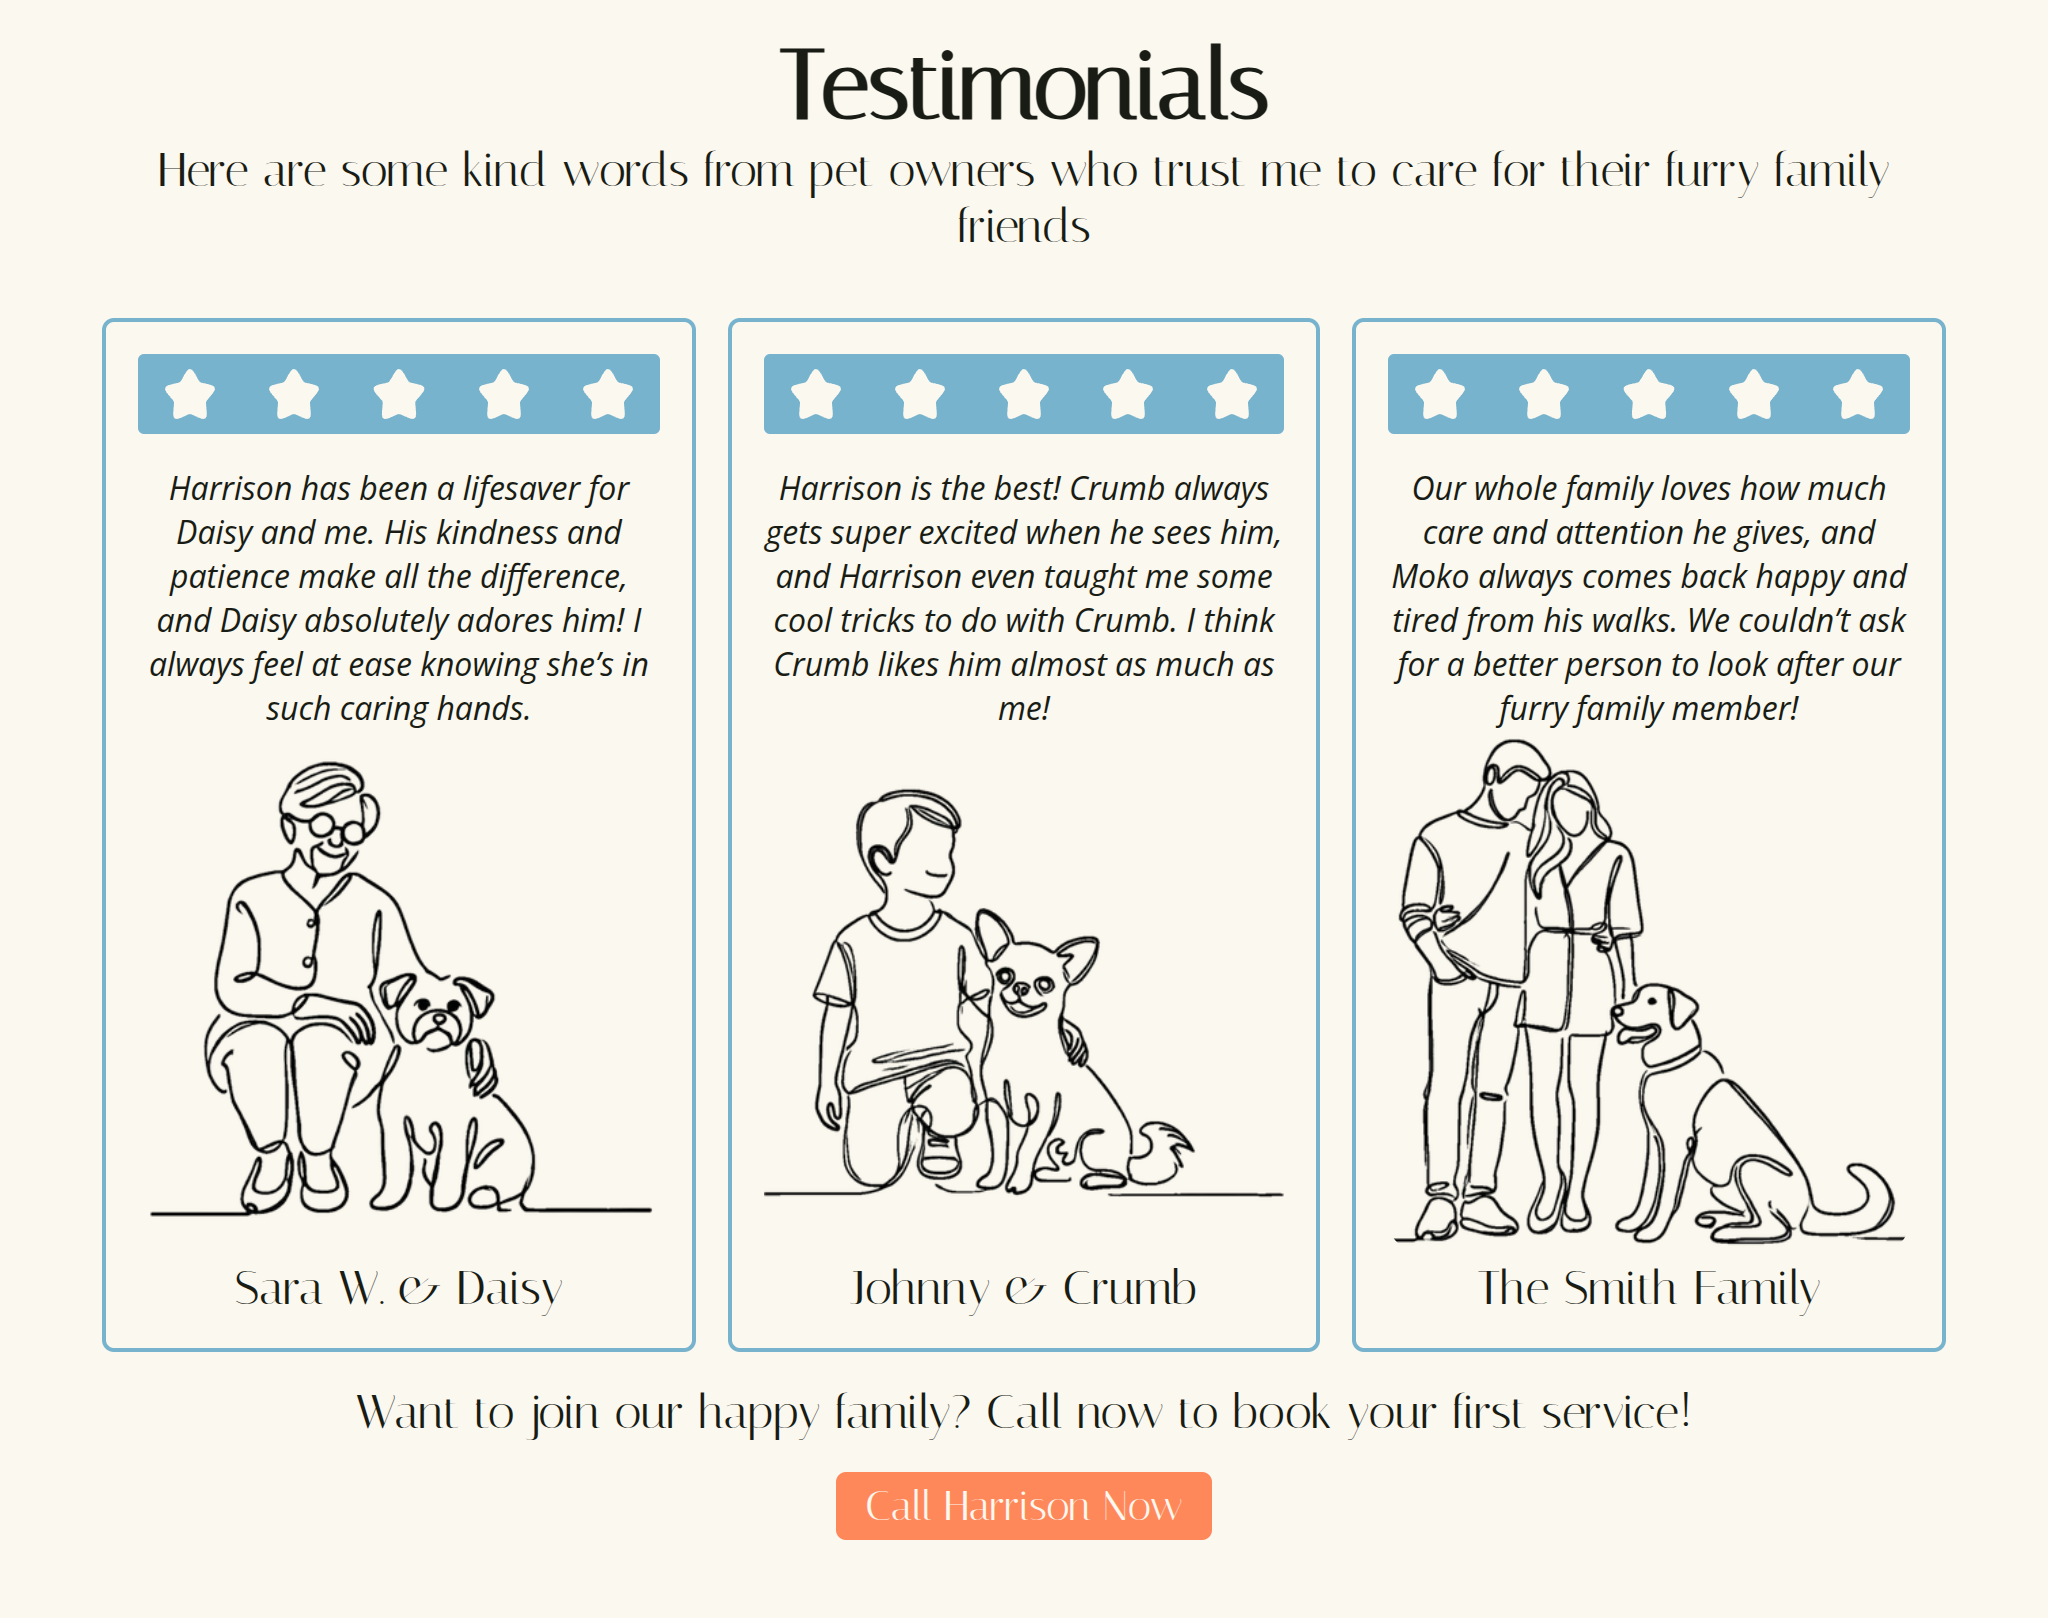 Testimonials
Here are some kind words from pet owners who trust me to care for their furry family
friends
Harrison has been a lifesaver for
Daisy and me. His kindness and
patience make all the difference,
and Daisy absolutely adores him! I
always feel at ease knowing she’s in
such caring hands.
Sara W. & Daisy
Harrison is the best! Crumb always
gets super excited when he sees him,
and Harrison even taught me some
cool tricks to do with Crumb. I think
Crumb likes him almost as much as
me!
Johnny & Crumb
Our whole family loves how much
care and attention he gives, and
Moko always comes back happy and
tired from his walks. We couldn’t ask
for a better person to look after our
furry family member!
The Smith Family
Want to join our happy family? Call now to book your first service!
Call Harrison Now